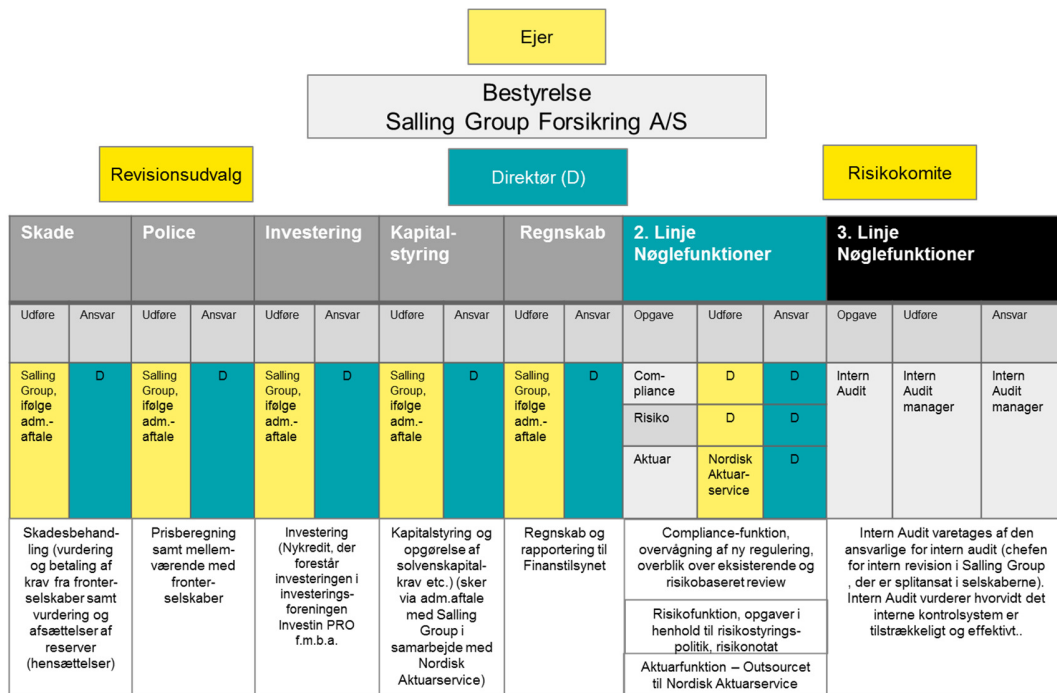 Ejer
Bestyrelse
Salling Group Forsikring A/S
Revisionsudvalg
Direktør (D)
Risikokomite
Skade
Police
Investering
Kapital-
styring
Regnskab
2. Linje
Nøglefunktioner
3. Linje
Nøglefunktioner
Udføre
Ansvar
Udføre
Ansvar
Udføre
Ansvar
Udføre
Ansvar
Udføre
Ansvar
Opgave
Udføre
Ansvar
Opgave
Udføre
Ansvar
Salling
Group,
ifølge
adm.-
aftale
D
Salling
Group,
ifølge
adm.-
aftale
D
Salling
Group,
ifølge
adm.-
aftale
D
Salling
Group,
ifølge
adm.-
aftale
D
Salling
Group,
ifølge
adm.-
aftale
D
Com-
pliance
D
D
Risiko
D
D
Aktuar
Nordisk
Aktuar-
service
D
Intern
Audit
Intern
Audit
manager
Intern
Audit
manager
Skadesbehand-
ling (vurdering
og betaling af
krav fra fronter-
selskaber samt
vurdering og
afsættelser af
reserver
(hensættelser)
Prisberegning
samt mellem-
værende med
fronter-
selskaber
Investering
(Nykredit, der
forestår
investeringen i
investerings-
foreningen
Investin PRO
f.m.b.a.
Kapitalstyring og
opgørelse af
solvenskapital-
krav etc.) (sker
via adm.aftale
med Salling
Group i
samarbejde med
Nordisk
Aktuarservice)
Regnskab og
rapportering til
Finanstilsynet
Compliance-funktion,
overvågning af ny regulering,
overblik over eksisterende og
risikobaseret review
Risikofunktion, opgaver i
henhold til risikostyrings-
politik, risikonotat
Aktuarfunktion – Outsourcet
til Nordisk Aktuarservice
Intern Audit varetages af den
ansvarlige for intern audit (chefen
for intern revision i Salling Group
, der er splitansat i selskaberne).
Intern Audit vurderer hvorvidt det
interne kontrolsystem er
tilstrækkeligt og effektivt..